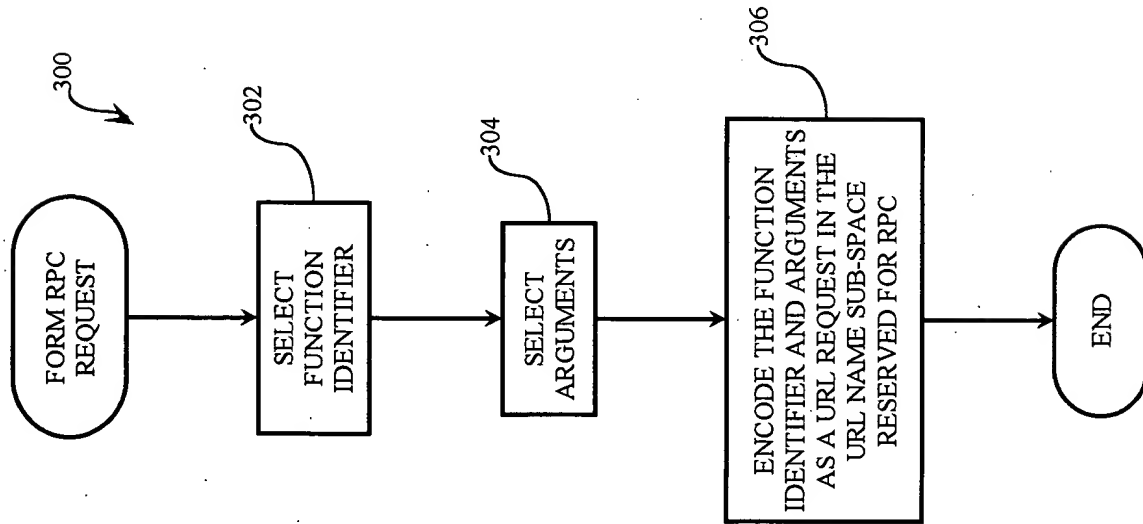 300
FORM RPC
REQUEST
302
SELECT
FUNCTION
IDENTIFIER
304
SELECT
ARGUMENTS
306
ENCODE THE FUNCTION
IDENTIFIER AND ARGUMENTS
AS A URL REQUEST IN THE
URL NAME SUB-SPACE
RESERVED FOR RPC
END